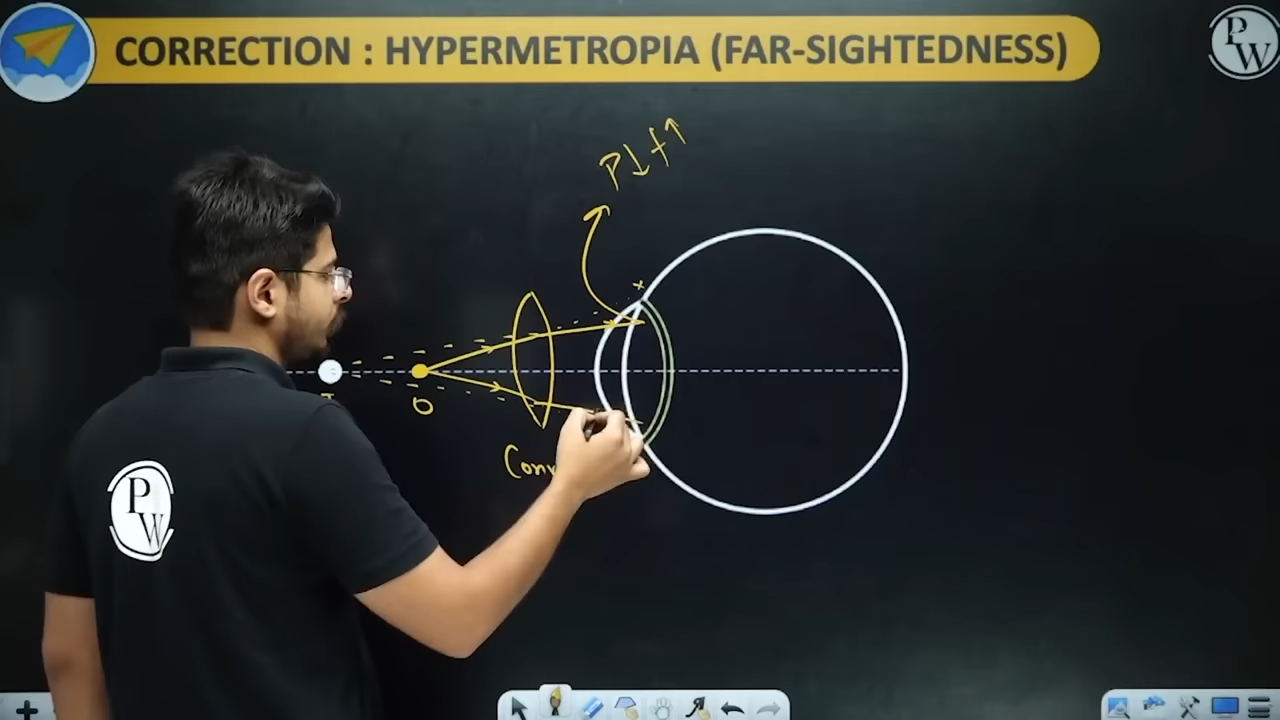 CORRECTION : HYPERMETROPIA (FAR-SIGHTEDNESS)
PW
P↓ f↑
x
O
PW